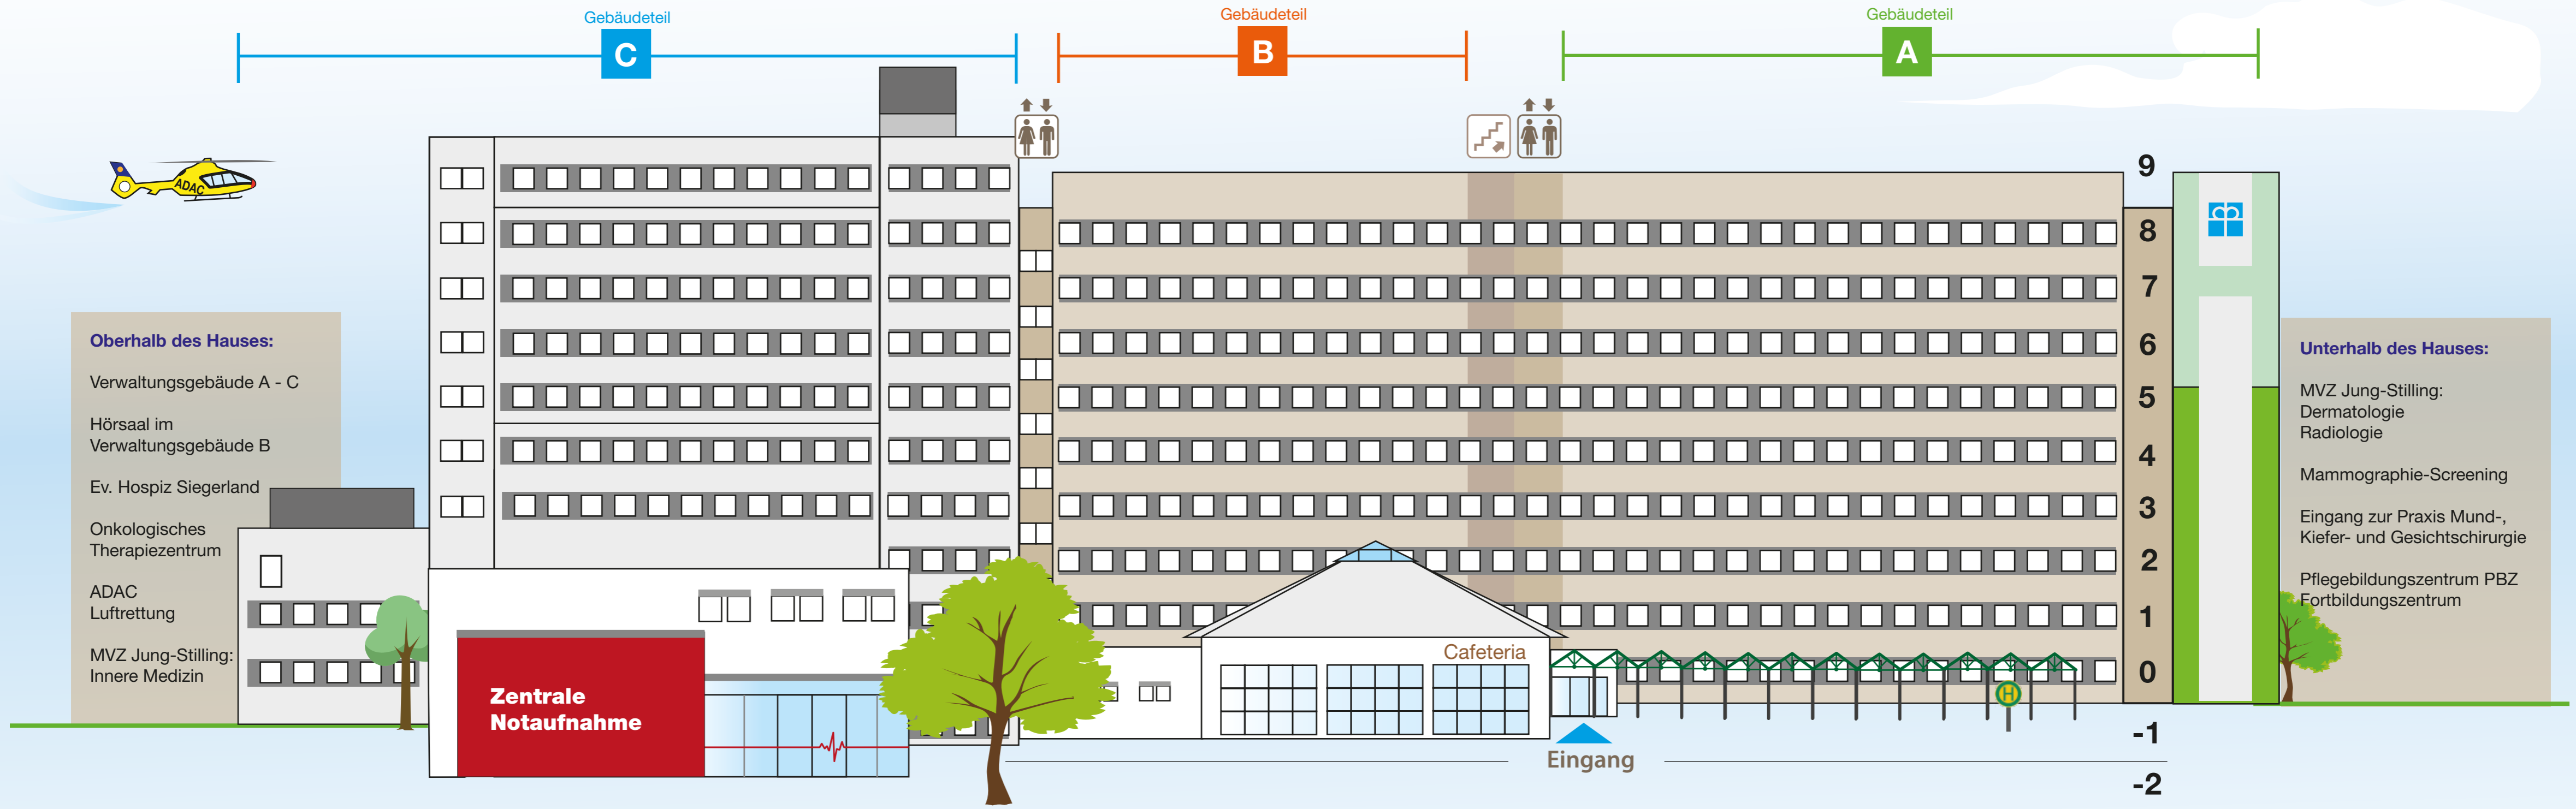 Gebäudeteil
C
Gebäudeteil
B
Gebäudeteil
A
ADAC
9
8
7
6
5
4
3
2
1
0
-1
-2
Oberhalb des Hauses:
Verwaltungsgebäude A - C
Hörsaal im
Verwaltungsgebäude B
Ev. Hospiz Siegerland
Onkologisches
Therapiezentrum
ADAC
Luftrettung
MVZ Jung-Stilling:
Innere Medizin
Zentrale
Notaufnahme
Cafeteria
Eingang
H
Unterhalb des Hauses:
MVZ Jung-Stilling:
Dermatologie
Radiologie
Mammographie-Screening
Eingang zur Praxis Mund-,
Kiefer- und Gesichtschirurgie
Pflegebildungszentrum PBZ
Fortbildungszentrum